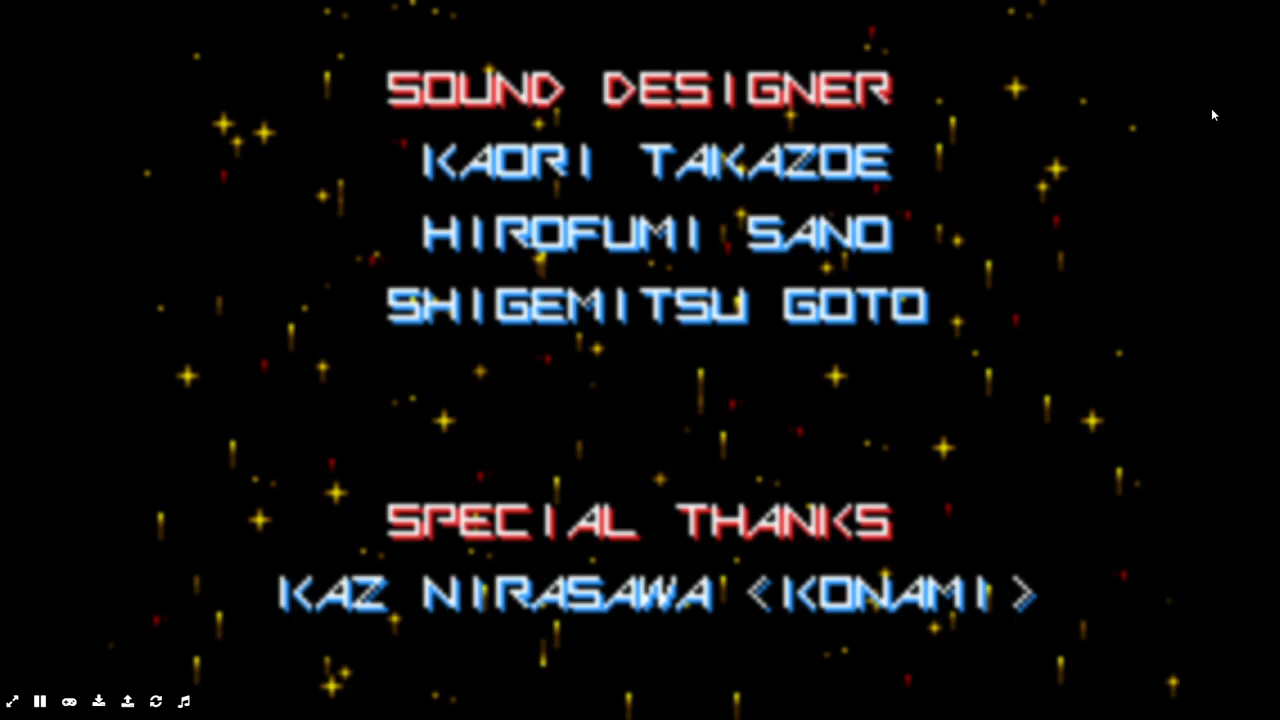 SOUND DESIGNER
KAORI TAKAZOE
HIROFUMI SANO
SHIGEMITSU GOTO
SPECIAL THANKS
KAZ NIRASAWA <KONAMI>